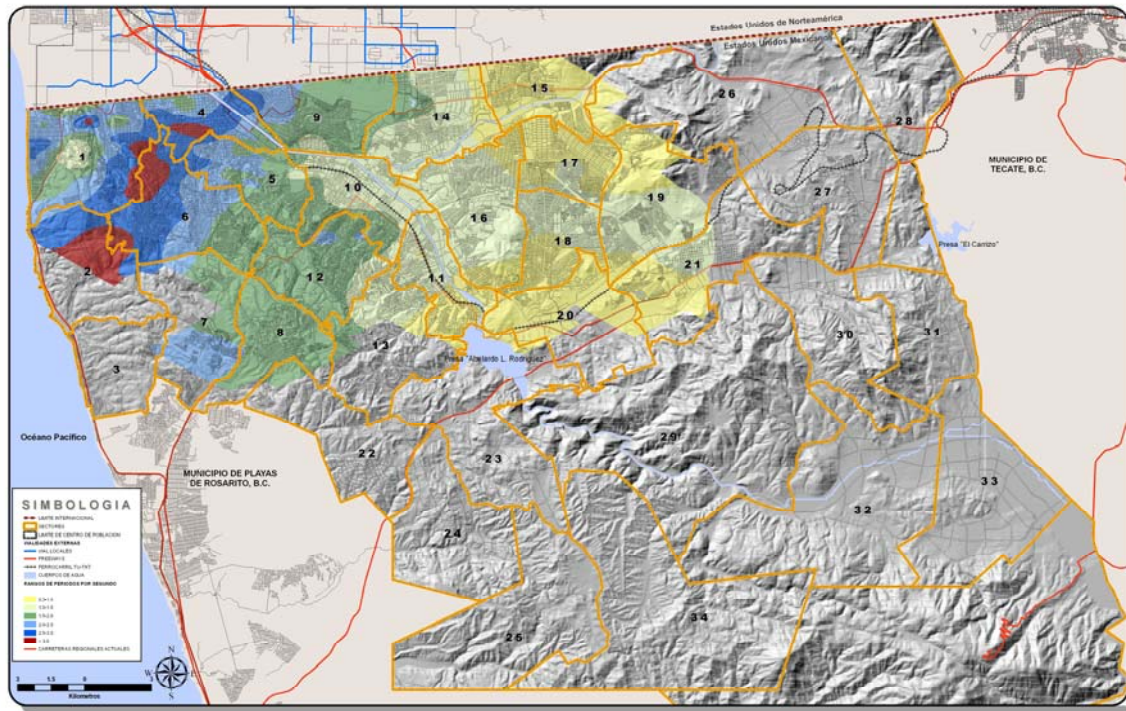 Estados Unidos de Norteamérica
Estados Unidos Mexicanos
26
15
14
28
4
9
MUNICIPIO DE
TECATE, B.C.
1
17
5
10
27
19
6
16
18
Presa "El Carrizo"
2
12
21
11
20
7
8
30
31
13
3
Presa "Abelardo L. Rodriguez"
Océano Pacífico
29
22
23
MUNICIPIO DE PLAYAS
DE ROSARITO, B.C.
33
32
24
34
25
SIMBOLOGIA
LIMITE INTERNACIONAL
SECTORES
LIMITE DE CENTRO DE POBLACION
VIALIDADES EXTERNAS
VIAL LOCALES
FREEWAYS
CUERPOS DE AGUA
RANGOS DE PERIODOS POR SEGUNDO
CARRETERAS REGIONALES ACTUALES
N
W
E
S
Kilometros